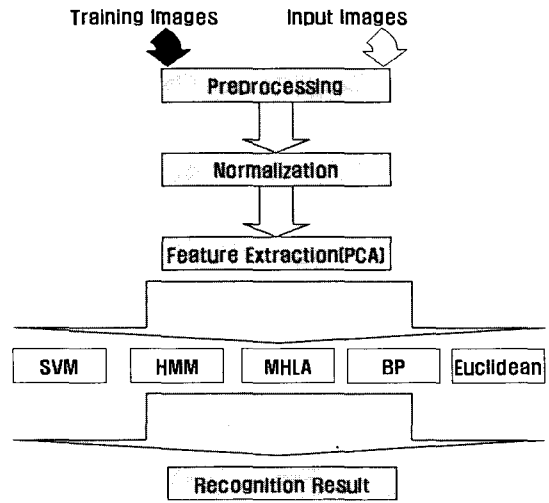 Training Images Input Images
Preprocessing
Normalization
Feature Extraction(PCA)
SVM HMM MHLA BP Euclidean
Recognition Result